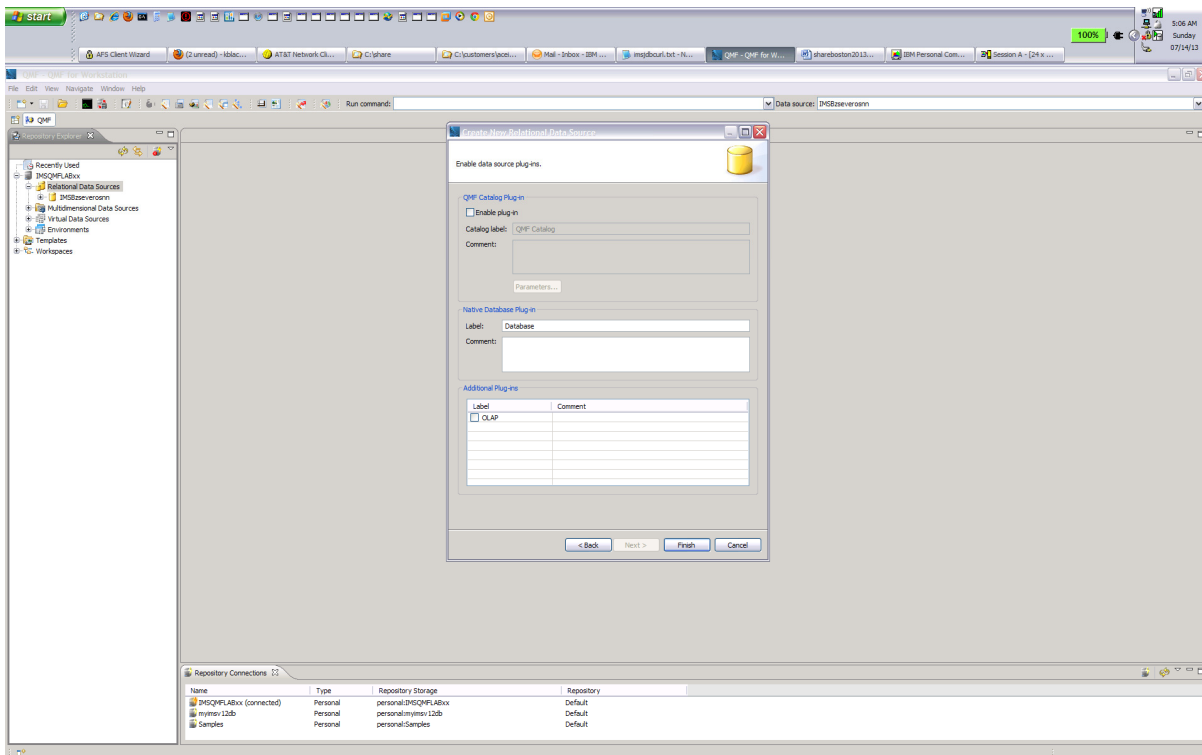 start
5:06 AM
100%
Sunday
07/14/13
AFS Client Wizard
(2 unread) - kblac...
AT&T Network Cli...
C:\share
C:\customers\acei...
Mail - Inbox - IBM ...
imsjdbcurl.txt - N...
QMF - QMF for W...
shareboston2013...
IBM Personal Com...
Session A - [24 x ...
QMF - QMF for Workstation
File Edit View Navigate Window Help
Run command:
Data source: IMSBzseverosnn
QMF
Repository Explorer
Create New Relational Data Source
Enable data source plug-ins.
Recently Used
IMSQMFLABxx
Relational Data Sources
IMSBzseverosnn
Multidimensional Data Sources
Virtual Data Sources
Environments
Templates
Workspaces
QMF Catalog Plug-in
Enable plug-in
Catalog label: QMF Catalog
Comment:
Parameters...
Native Database Plug-in
Label: Database
Comment:
Additional Plug-ins
Label Comment
OLAP
< Back Next > Finish Cancel
Repository Connections
Name Type Repository Storage Repository
IMSQMFLABxx (connected) Personal personal:IMSQMFLABxx Default
myimsv12db Personal personal:myimsv12db Default
Samples Personal personal:Samples Default